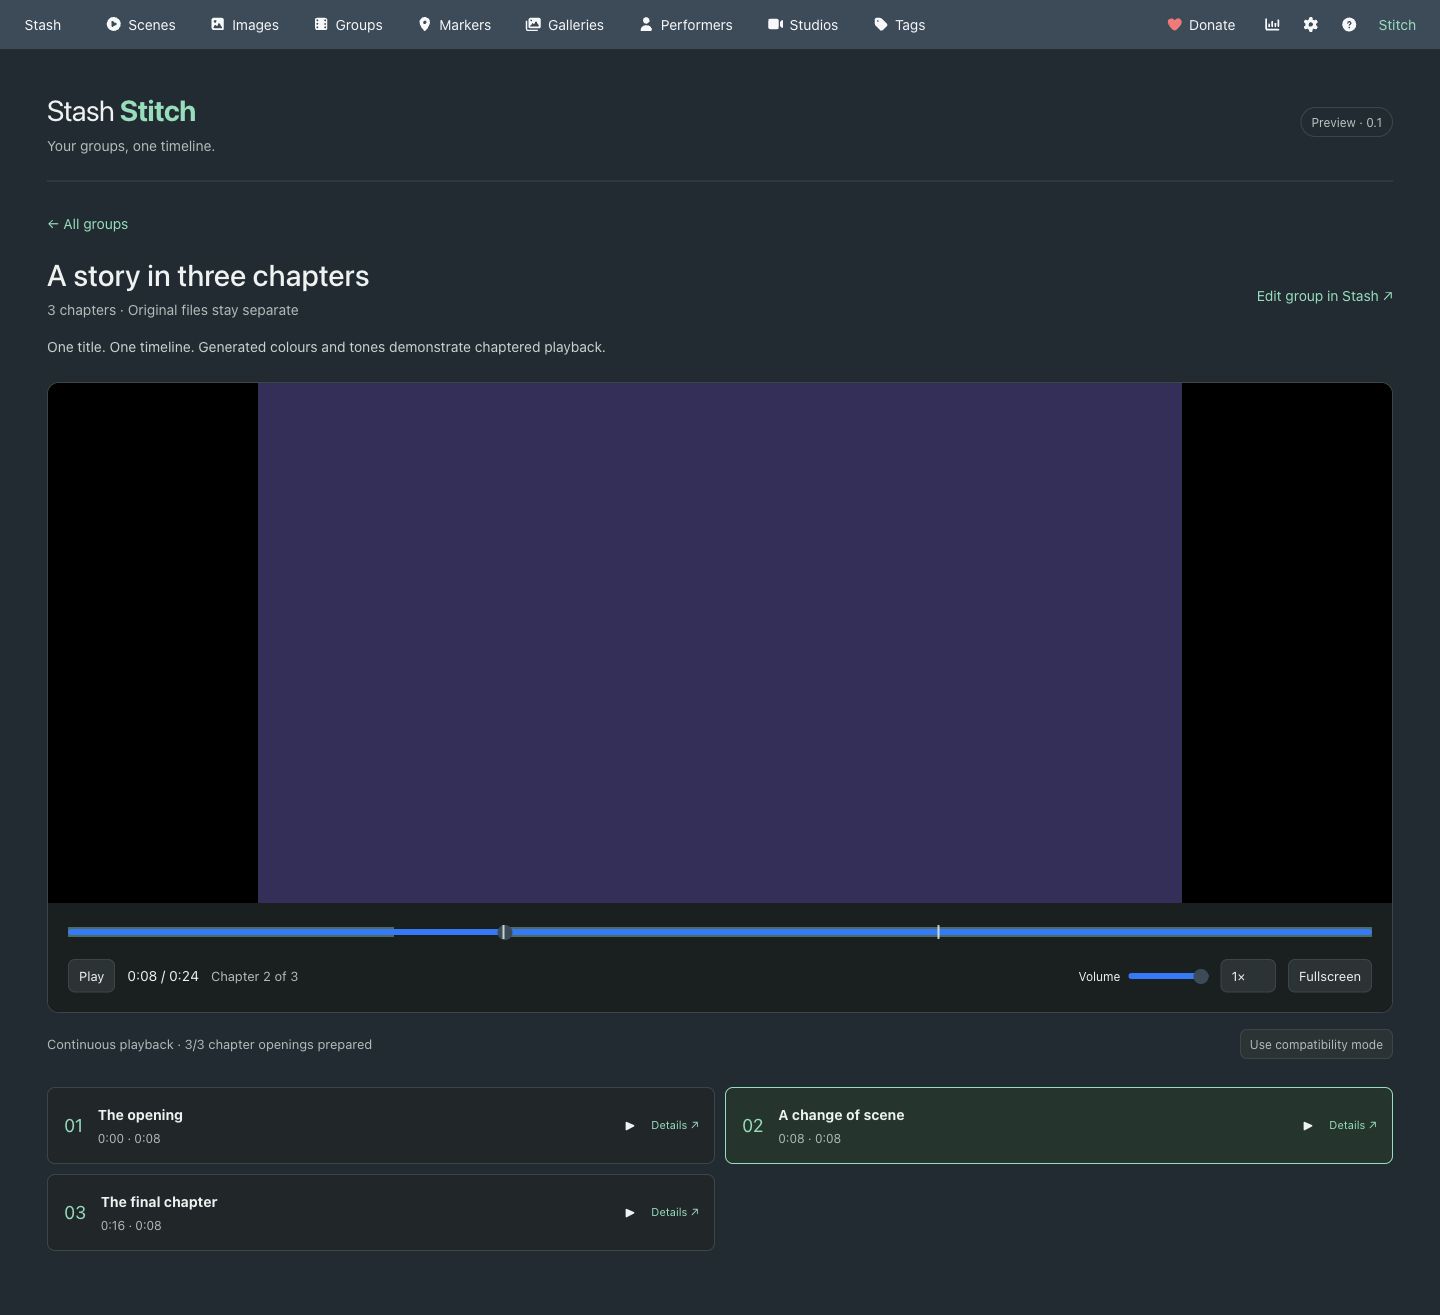 Stash Scenes Images Groups Markers Galleries Performers Studios Tags Donate Stitch
Stash Stitch
Preview · 0.1
Your groups, one timeline.
← All groups
A story in three chapters
Edit group in Stash ↗
3 chapters · Original files stay separate
One title. One timeline. Generated colours and tones demonstrate chaptered playback.
Play 0:08 / 0:24 Chapter 2 of 3 Volume 1× Fullscreen
Continuous playback · 3/3 chapter openings prepared Use compatibility mode
01 The opening
0:00 · 0:08
▶ Details ↗
02 A change of scene
0:08 · 0:08
▶ Details ↗
03 The final chapter
0:16 · 0:08
▶ Details ↗